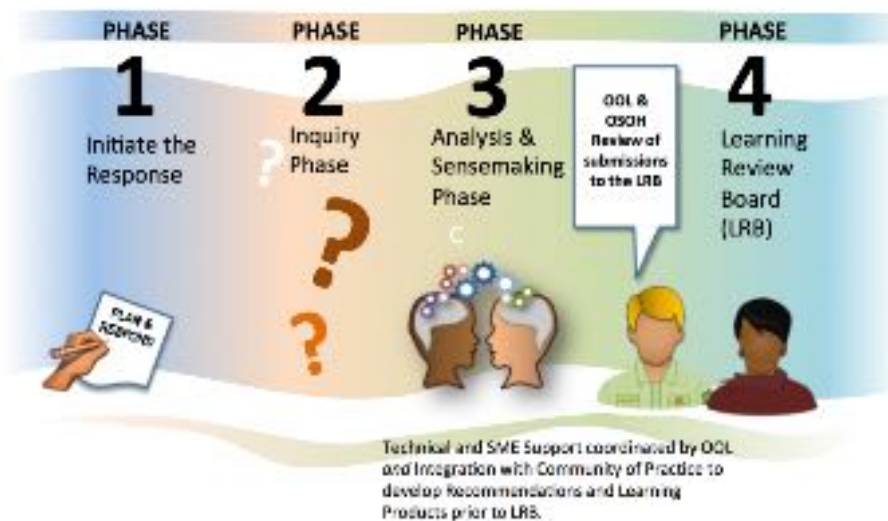 PHASE
1
Initiate the
Response
PHASE
2
Inquiry
Phase
PHASE
3
Analysis &
Sensemaking
Phase
PHASE
4
Learning
Review
Board
(LRB)
OOL &
OSOH
Review of
submissions
to the LRB
?
?
?
C
PLAN &
RESPOND
Technical and SME Support coordinated by OOL
and Integration with Community of Practice to
develop Recommendations and Learning
Products prior to LRB.